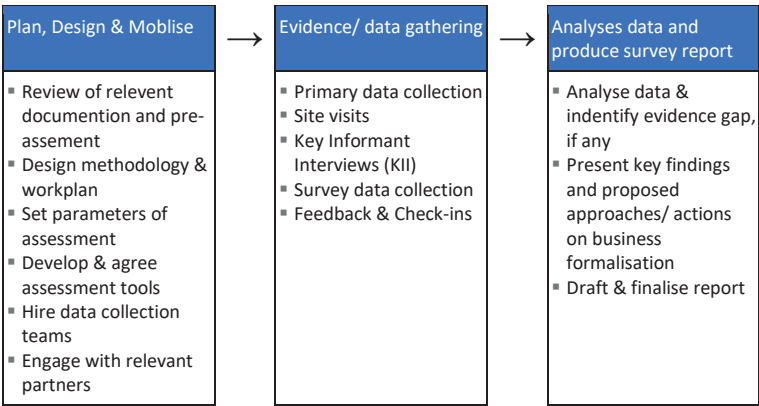 Plan, Design & Moblise
▪ Review of relevent
documention and pre-
assement
▪ Design methodology &
workplan
▪ Set parameters of
assessment
▪ Develop & agree
assessment tools
▪ Hire data collection
teams
▪ Engage with relevant
partners
→
Evidence/ data gathering
▪ Primary data collection
▪ Site visits
▪ Key Informant
Interviews (KII)
▪ Survey data collection
▪ Feedback & Check-ins
→
Analyses data and
produce survey report
▪ Analyse data &
indentify evidence gap,
if any
▪ Present key findings
and proposed
approaches/ actions
on business
formalisation
▪ Draft & finalise report